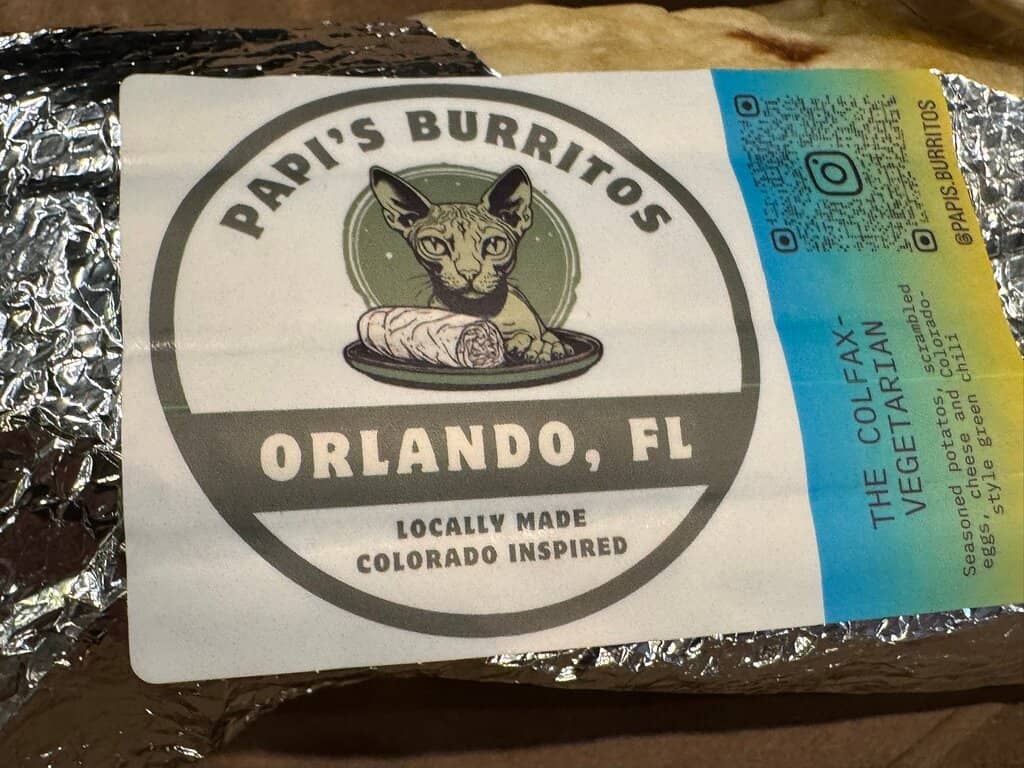 PAPI'S BURRITOS
ORLANDO, FL
LOCALLY MADE
COLORADO INSPIRED
@PAPIS.BURRITOS
THE COLFAX-
VEGETARIAN
Seasoned potatos, scrambled
eggs, cheese and Colorado-
style green chili